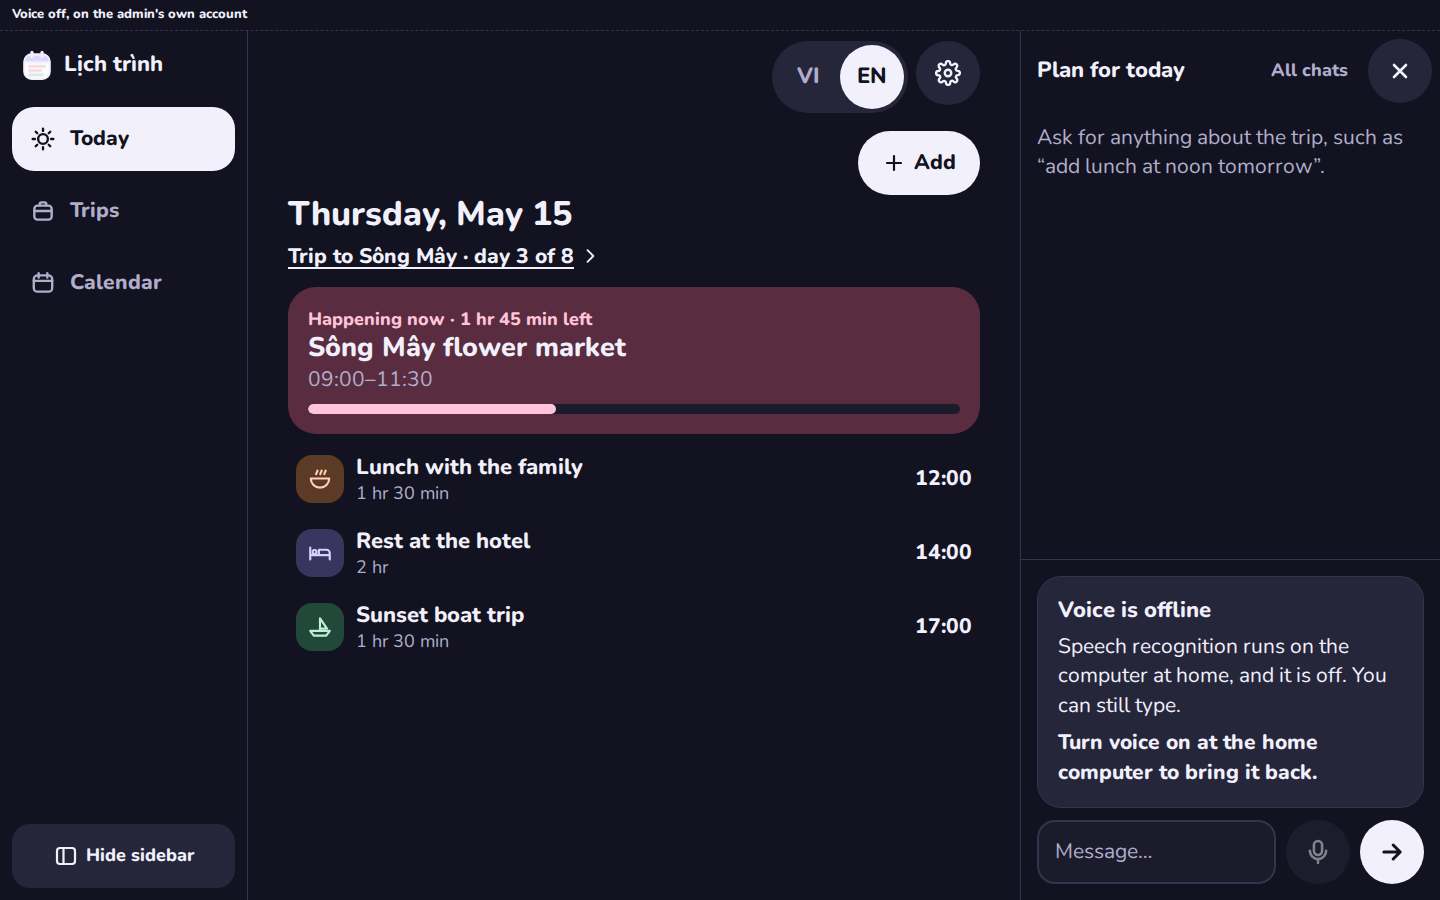 Voice off, on the admin's own account
Lịch trình
Today
Trips
Calendar
Hide sidebar
VI
EN
Add
Thursday, May 15
Trip to Sông Mây · day 3 of 8
Happening now · 1 hr 45 min left
Sông Mây flower market
09:00–11:30
Lunch with the family
1 hr 30 min
12:00
Rest at the hotel
2 hr
14:00
Sunset boat trip
1 hr 30 min
17:00
Plan for today
All chats
Ask for anything about the trip, such as
“add lunch at noon tomorrow”.
Voice is offline
Speech recognition runs on the
computer at home, and it is off. You
can still type.
Turn voice on at the home
computer to bring it back.
Message...